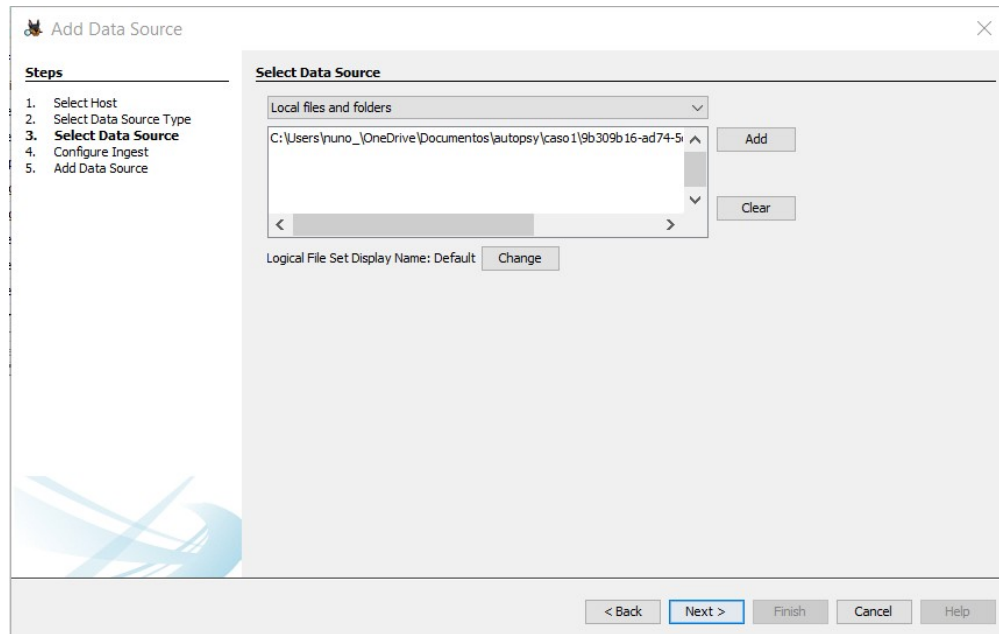 Add Data Source
Steps
1. Select Host
2. Select Data Source Type
3. Select Data Source
4. Configure Ingest
5. Add Data Source
Select Data Source
Local files and folders
C:\Users\nuno_\OneDrive\Documentos\autopsy\caso1\9b309b16-ad74-5
Add
Clear
Logical File Set Display Name: Default
Change
< Back
Next >
Finish
Cancel
Help